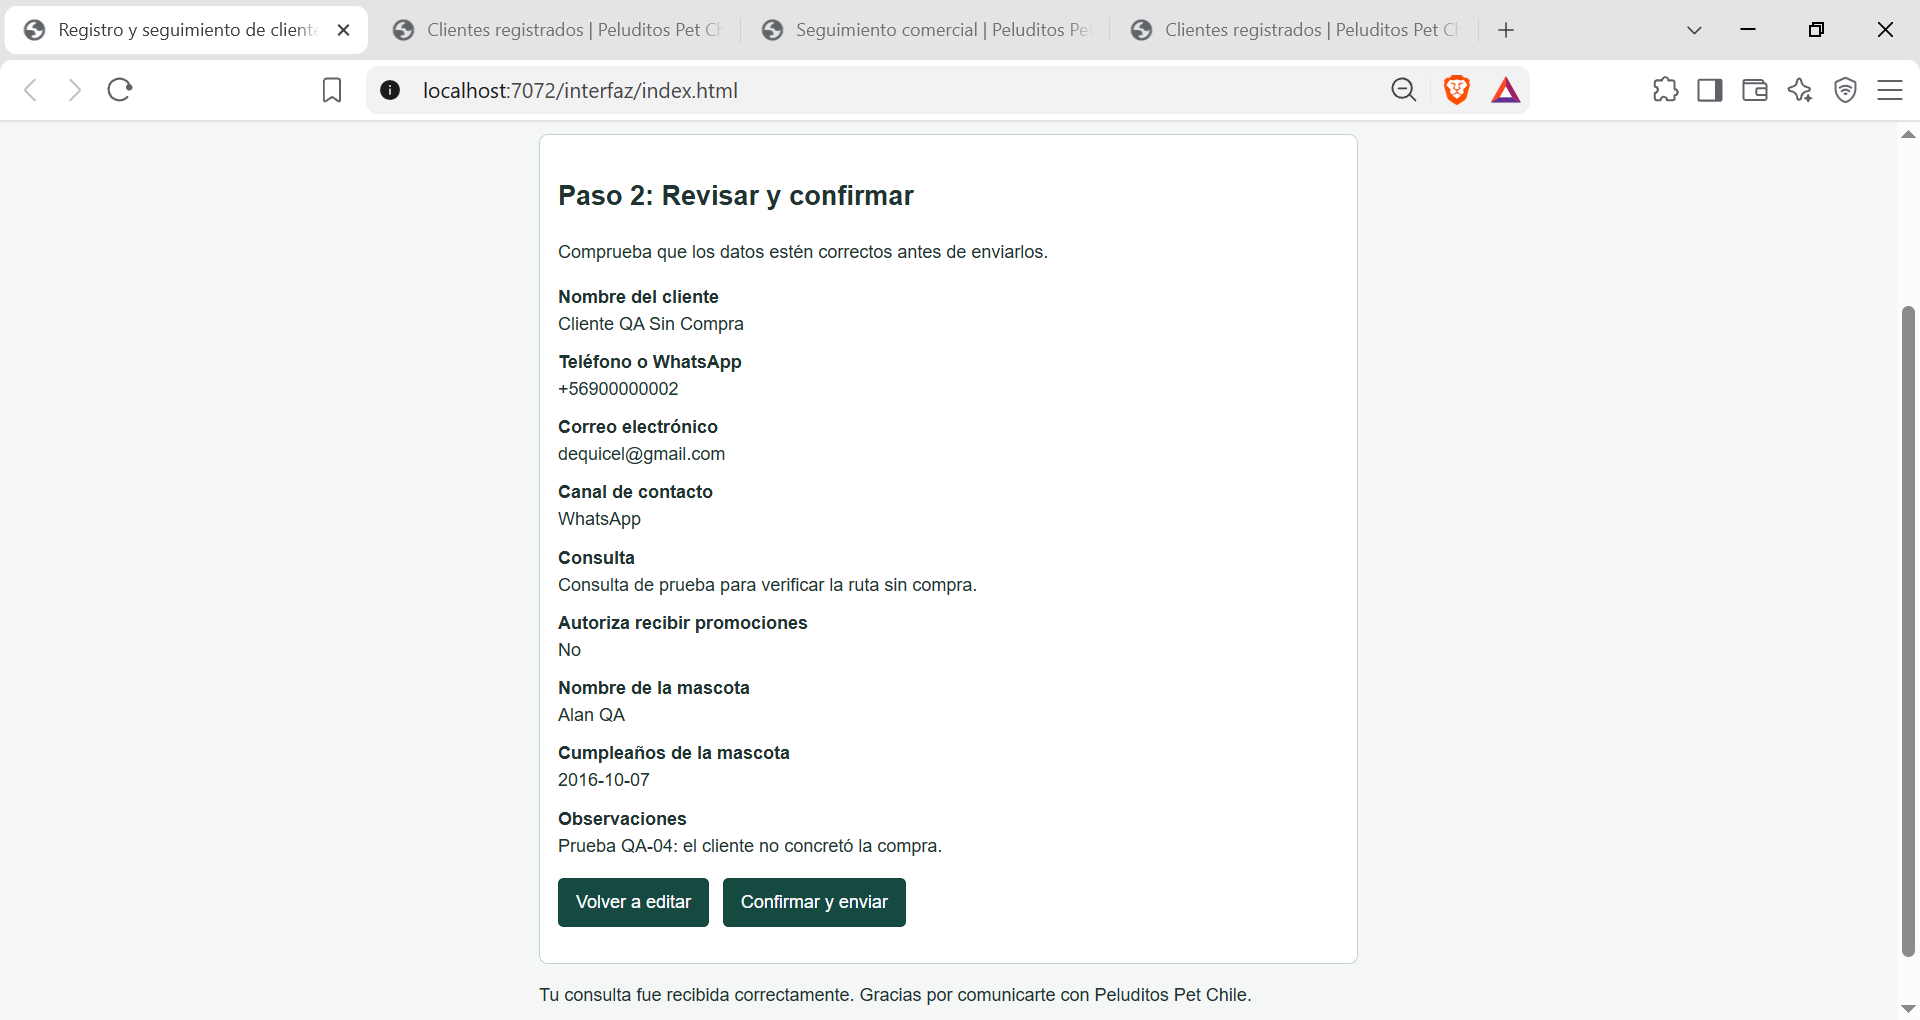 Registro y seguimiento de cliente
Clientes registrados | Peluditos Pet Ch
Seguimiento comercial | Peluditos Pe
Clientes registrados | Peluditos Pet Ch
localhost:7072/interfaz/index.html
Paso 2: Revisar y confirmar
Comprueba que los datos estén correctos antes de enviarlos.
Nombre del cliente
Cliente QA Sin Compra
Teléfono o WhatsApp
+56900000002
Correo electrónico
dequicel@gmail.com
Canal de contacto
WhatsApp
Consulta
Consulta de prueba para verificar la ruta sin compra.
Autoriza recibir promociones
No
Nombre de la mascota
Alan QA
Cumpleaños de la mascota
2016-10-07
Observaciones
Prueba QA-04: el cliente no concretó la compra.
Volver a editar
Confirmar y enviar
Tu consulta fue recibida correctamente. Gracias por comunicarte con Peluditos Pet Chile.